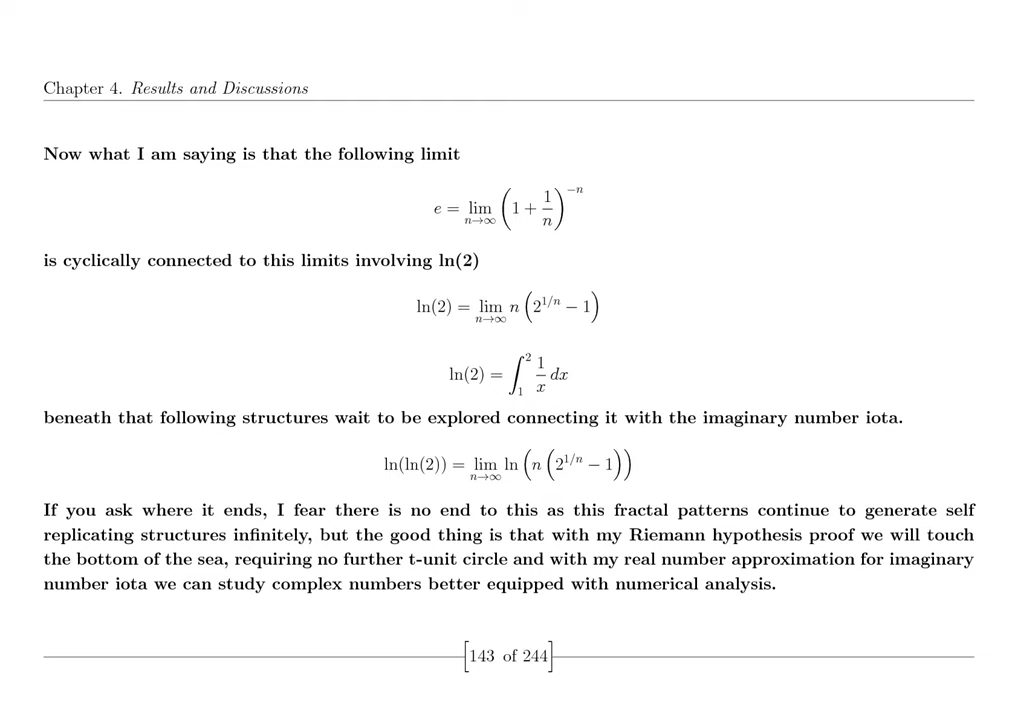 Chapter 4. Results and Discussions
Now what I am saying is that the following limit
e = lim_{n→∞} (1 + 1/n)^{−n}
is cyclically connected to this limits involving ln(2)
ln(2) = lim_{n→∞} n (2^{1/n} − 1)
ln(2) = ∫_1^2 1/x dx
beneath that following structures wait to be explored connecting it with the imaginary number iota.
ln(ln(2)) = lim_{n→∞} ln (n (2^{1/n} − 1))
If you ask where it ends, I fear there is no end to this as this fractal patterns continue to generate self
replicating structures infinitely, but the good thing is that with my Riemann hypothesis proof we will touch
the bottom of the sea, requiring no further t-unit circle and with my real number approximation for imaginary
number iota we can study complex numbers better equipped with numerical analysis.
[143 of 244]